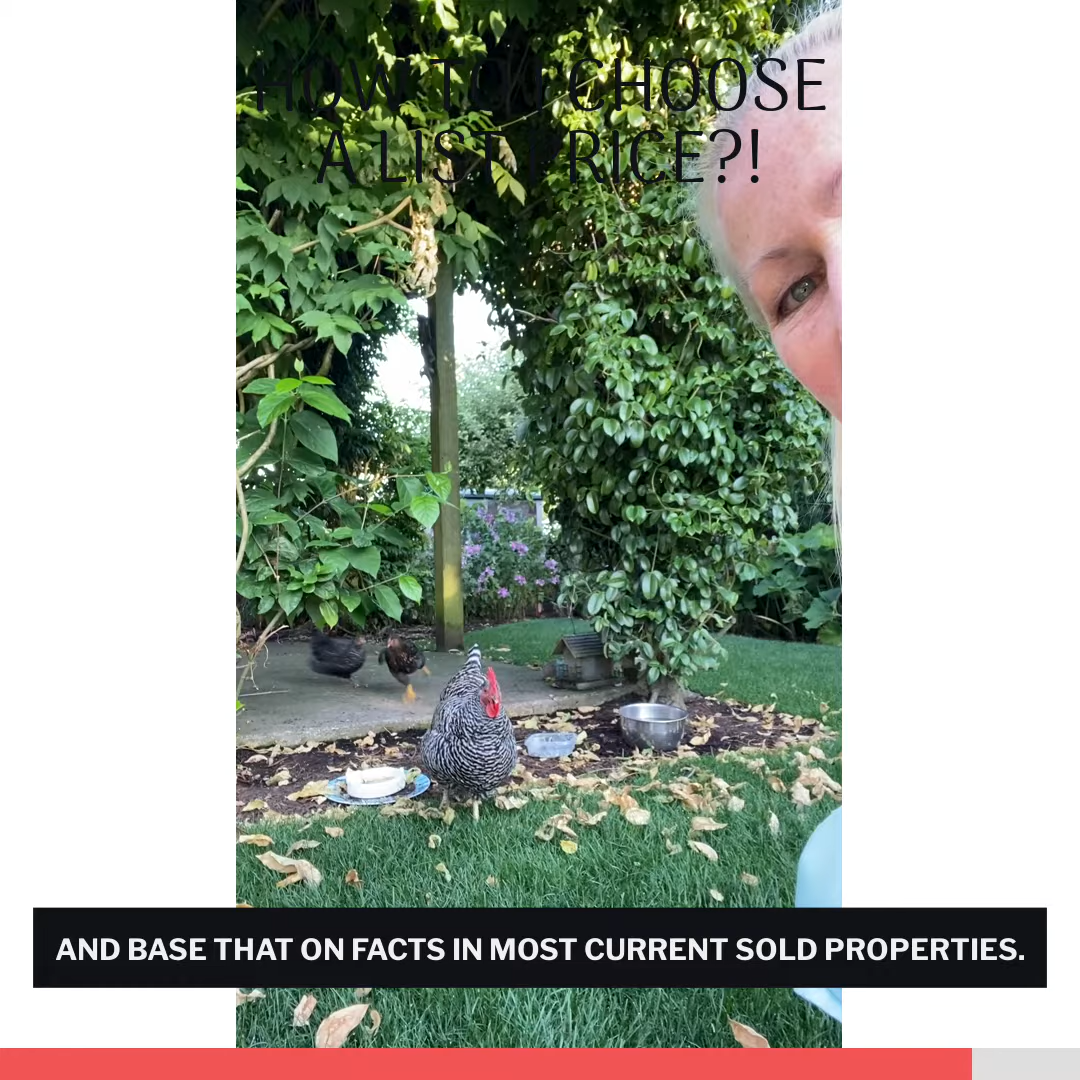 HOW TO I CHOOSE
A LIST PRICE?!
AND BASE THAT ON FACTS IN MOST CURRENT SOLD PROPERTIES.